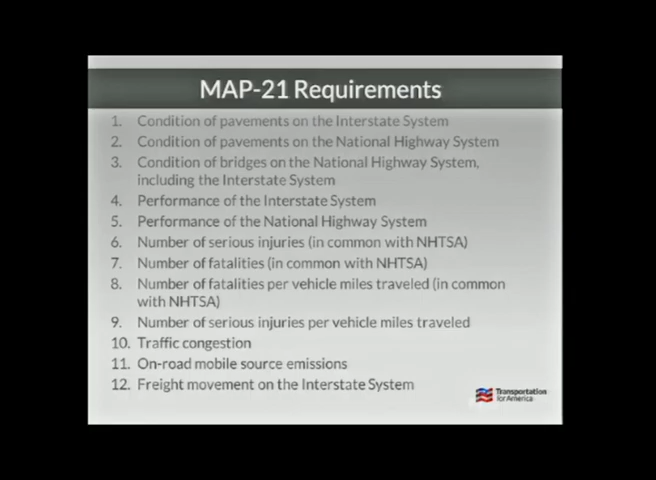 MAP-21 Requirements
1. Condition of pavements on the Interstate System
2. Condition of pavements on the National Highway System
3. Condition of bridges on the National Highway System,
including the Interstate System
4. Performance of the Interstate System
5. Performance of the National Highway System
6. Number of serious injuries (in common with NHTSA)
7. Number of fatalities (in common with NHTSA)
8. Number of fatalities per vehicle miles traveled (in common
with NHTSA)
9. Number of serious injuries per vehicle miles traveled
10. Traffic congestion
11. On-road mobile source emissions
12. Freight movement on the Interstate System
Transportation
for America